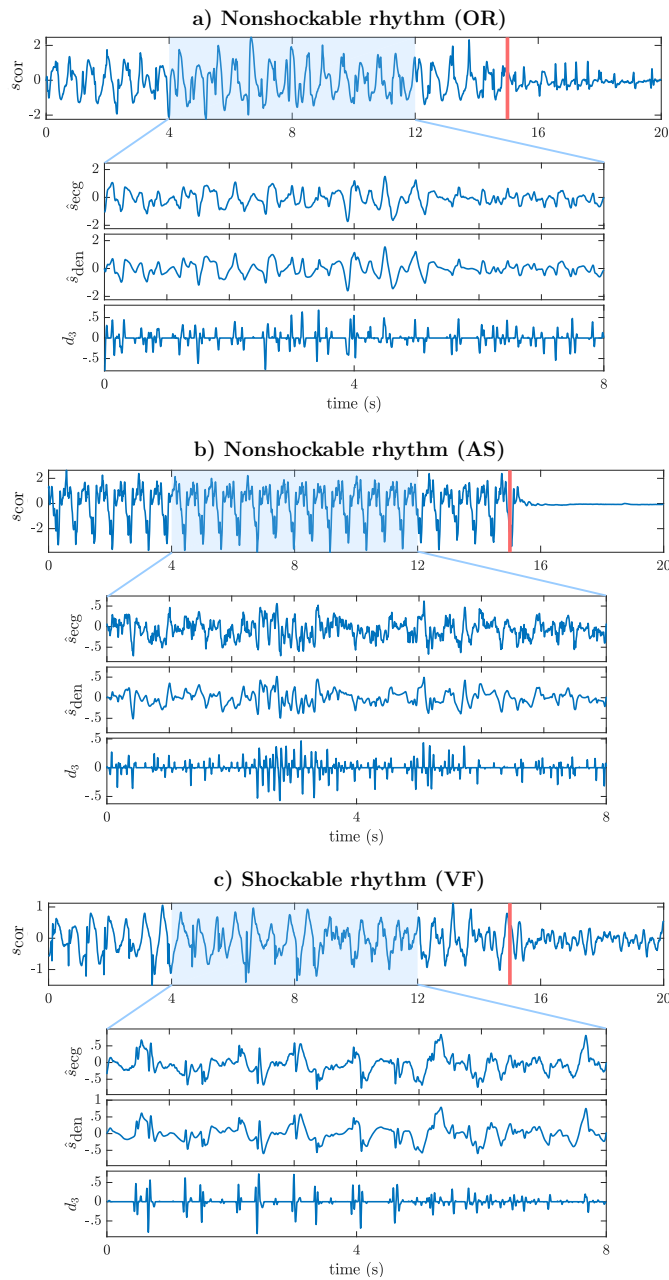 a) Nonshockable rhythm (OR)
s_cor
2
0
-2
0 4 8 12 16 20
ŝ_ecg
2
0
-2
ŝ_den
2
0
-2
d_3
.5
0
-.5
0 4 8
time (s)
b) Nonshockable rhythm (AS)
s_cor
2
0
-2
0 4 8 12 16 20
ŝ_ecg
.5
0
-.5
ŝ_den
.5
0
-.5
d_3
.5
0
-.5
0 4 8
time (s)
c) Shockable rhythm (VF)
s_cor
1
0
-1
0 4 8 12 16 20
ŝ_ecg
.5
0
-.5
ŝ_den
1
.5
0
-.5
d_3
.5
0
-.5
0 4 8
time (s)